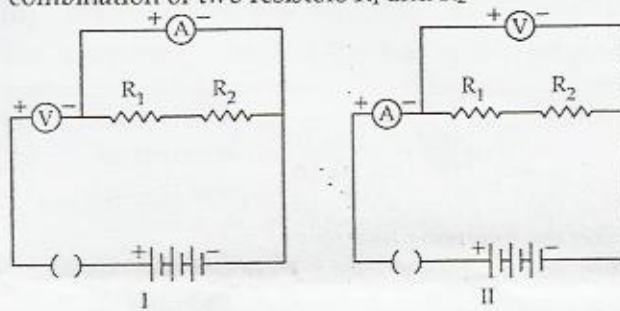 combination of two resistors R₁ and R₂
+ A −
+ V −
R₁ R₂
R₁ R₂
+ V −
+ A −
+ −
+ −
I
II